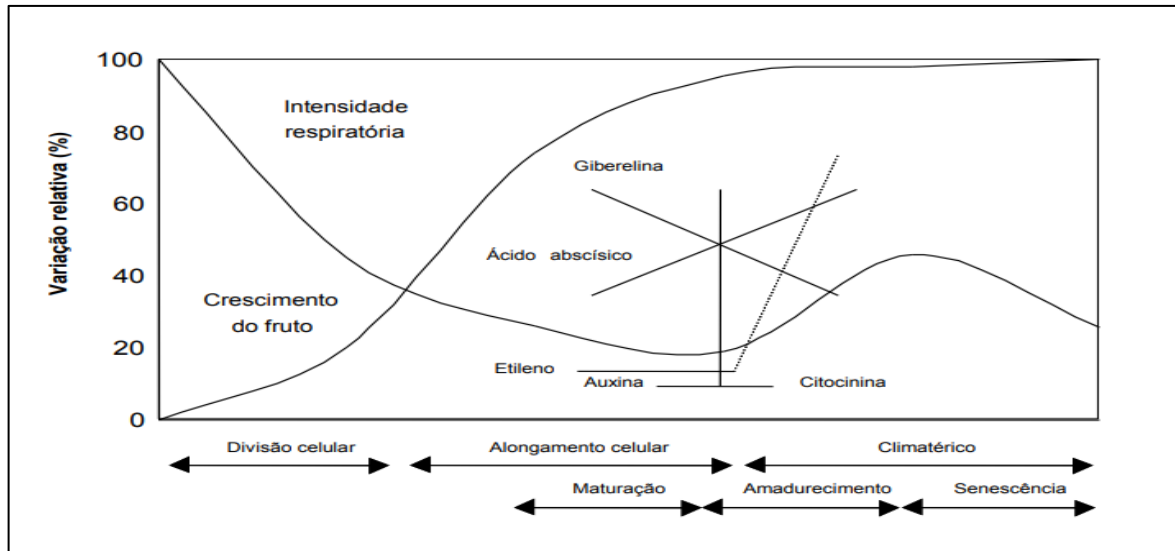 100
80
60
40
20
0
Variação relativa (%)
Intensidade
respiratória
Crescimento
do fruto
Giberelina
Ácido abscísico
Etileno
Auxina
Citocinina
Divisão celular
Alongamento celular
Climatérico
Maturação
Amadurecimento
Senescência